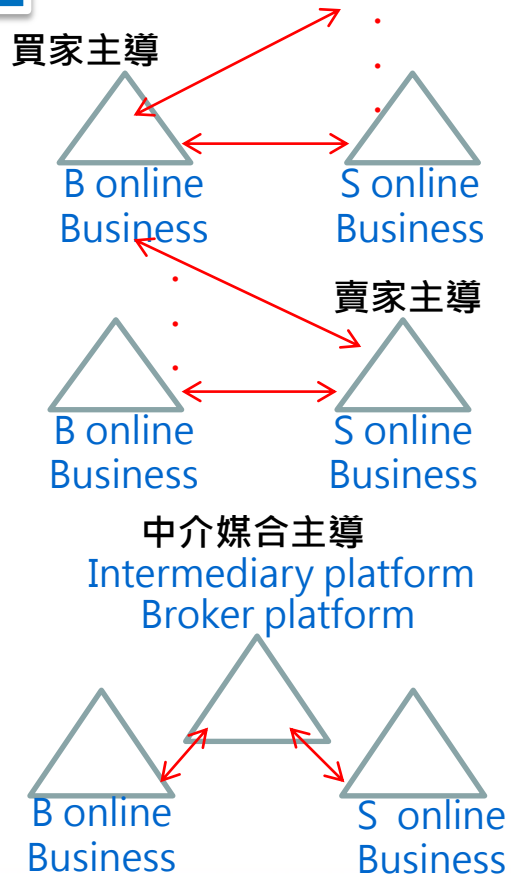 買家主導
B online
Business
S online
Business
賣家主導
B online
Business
S online
Business
中介媒合主導
Intermediary platform
Broker platform
B online
Business
S online
Business